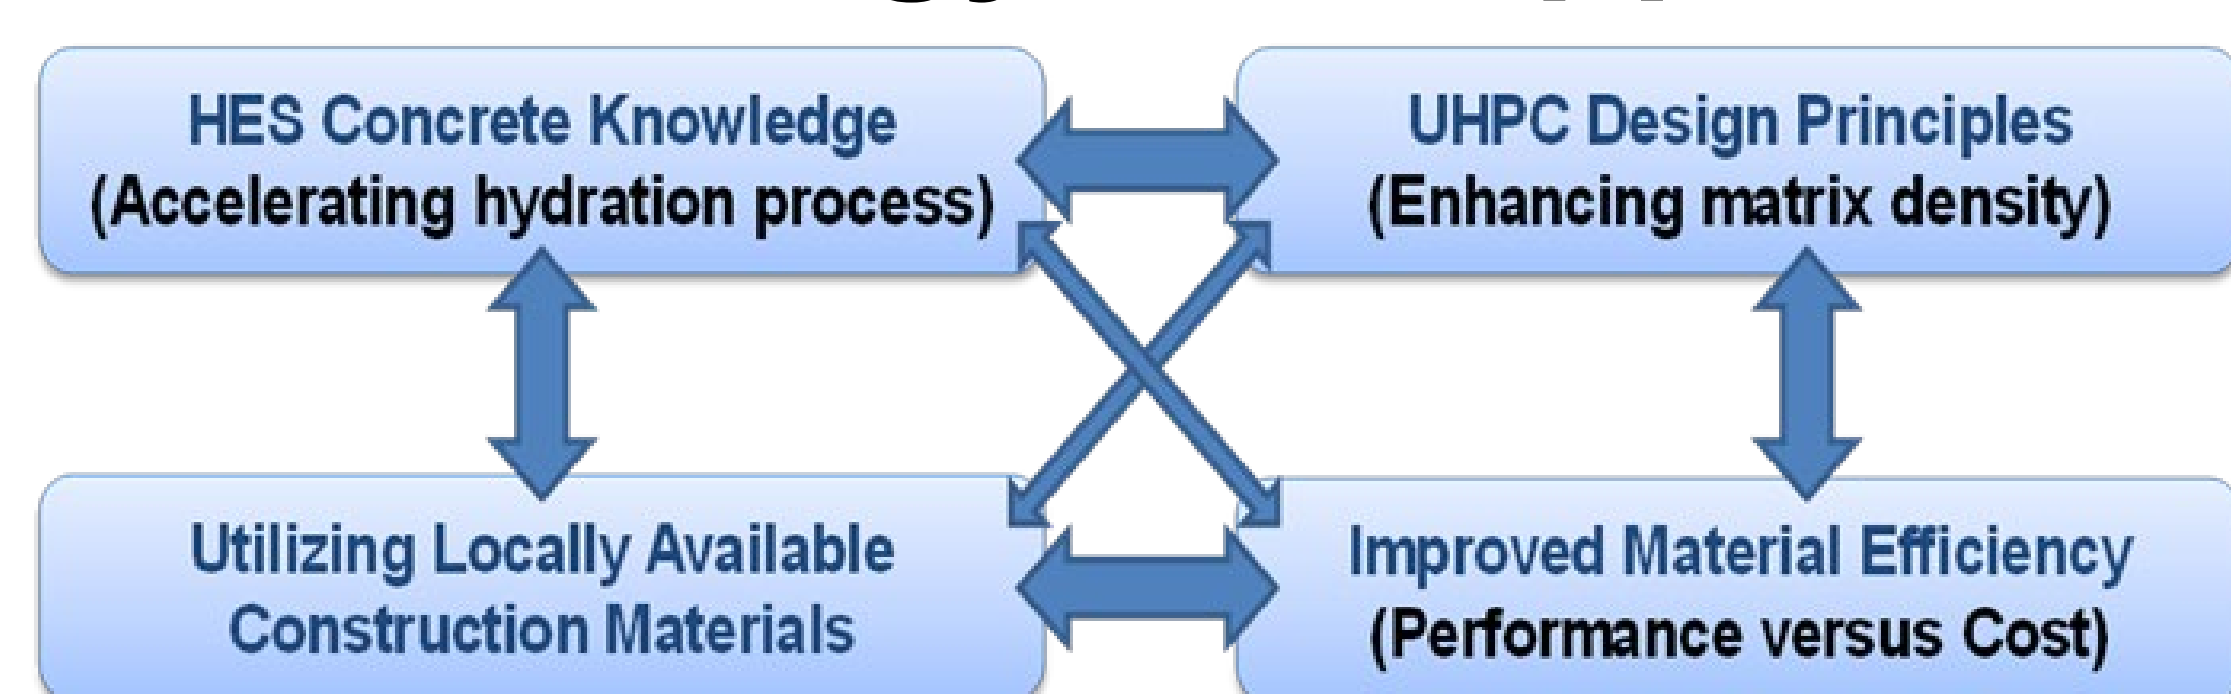 HES Concrete Knowledge
(Accelerating hydration process)
UHPC Design Principles
(Enhancing matrix density)
Utilizing Locally Available
Construction Materials
Improved Material Efficiency
(Performance versus Cost)